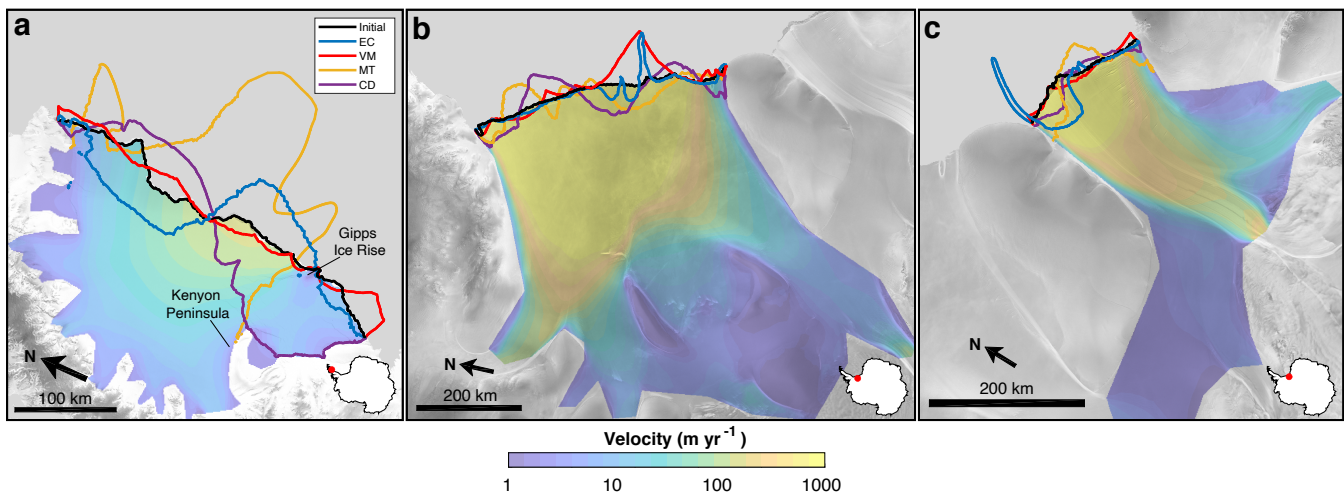 a
Initial
EC
VM
MT
CD
Gipps
Ice Rise
Kenyon
Peninsula
N
100 km
b
N
200 km
c
N
200 km
Velocity (m yr⁻¹ )
1 10 100 1000